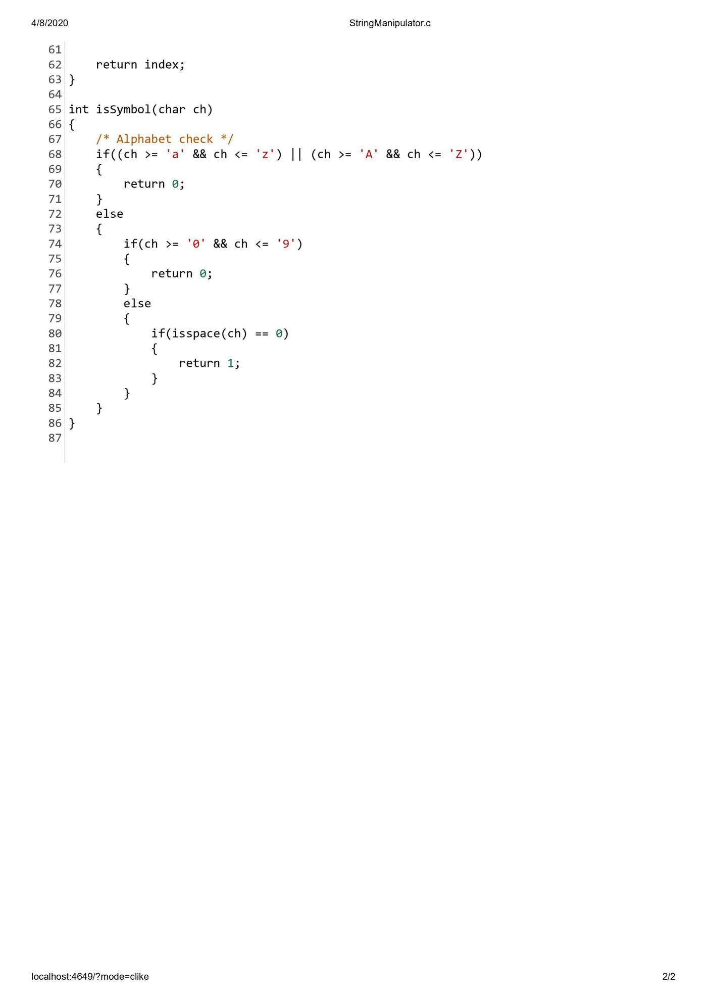 4/8/2020 StringManipulator.c
61
62     return index;
63 }
64
65 int isSymbol(char ch)
66 {
67     /* Alphabet check */
68     if((ch >= 'a' && ch <= 'z') || (ch >= 'A' && ch <= 'Z'))
69     {
70         return 0;
71     }
72     else
73     {
74         if(ch >= '0' && ch <= '9')
75         {
76             return 0;
77         }
78         else
79         {
80             if(isspace(ch) == 0)
81             {
82                 return 1;
83             }
84         }
85     }
86 }
87
localhost:4649/?mode=clike 2/2